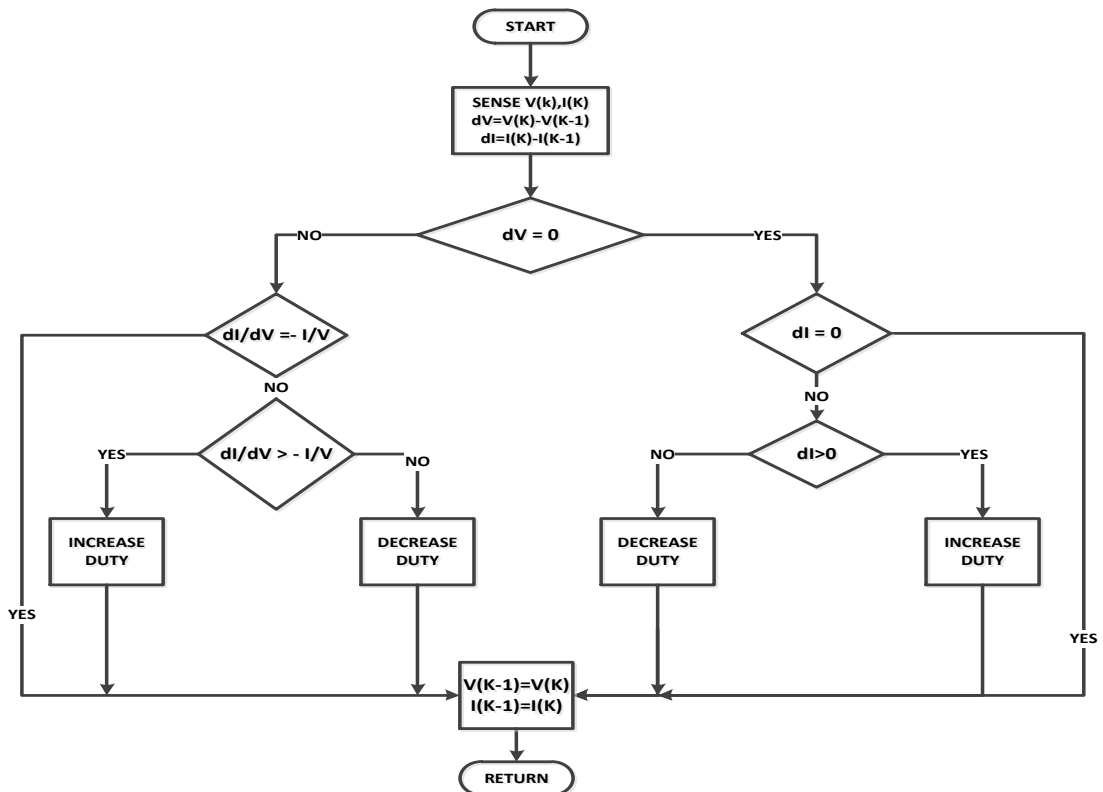 START
SENSE V(k),I(K)
dV=V(K)-V(K-1)
dI=I(K)-I(K-1)
dV = 0
NO
YES
dI/dV =- I/V
dI = 0
NO
NO
dI/dV > - I/V
dI>0
YES
NO
NO
YES
INCREASE
DUTY
DECREASE
DUTY
DECREASE
DUTY
INCREASE
DUTY
YES
YES
V(K-1)=V(K)
I(K-1)=I(K)
RETURN